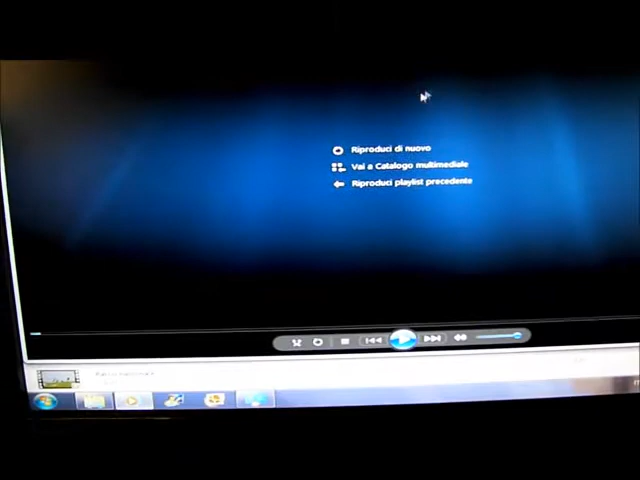 Riproduci di nuovo
Vai a Catalogo multimediale
Riproduci playlist precedente